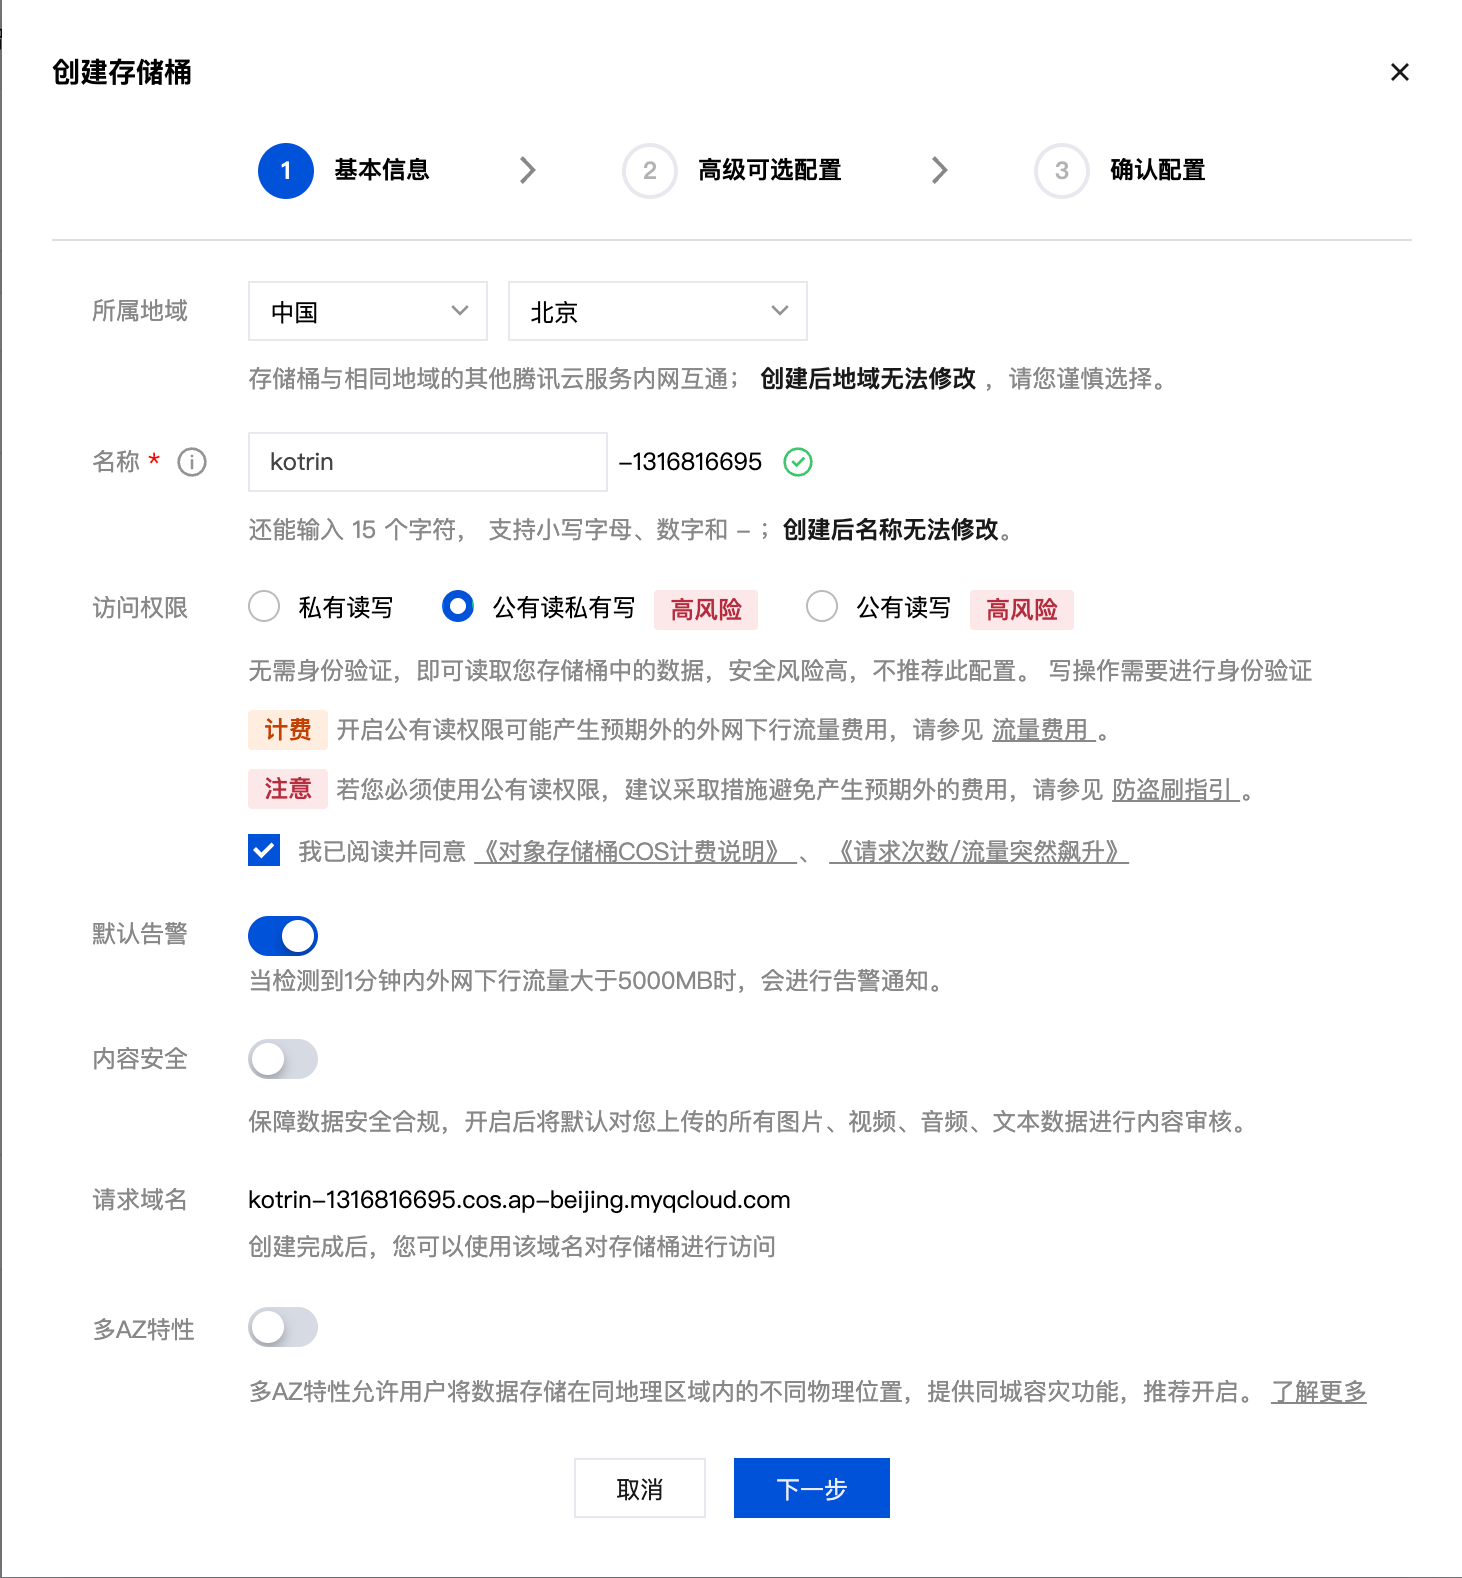 创建存储桶
1 基本信息 2 高级可选配置 3 确认配置
所属地域 中国 北京
存储桶与相同地域的其他腾讯云服务内网互通； 创建后地域无法修改 ，请您谨慎选择。
名称 * kotrin -1316816695
还能输入 15 个字符， 支持小写字母、数字和 - ；创建后名称无法修改。
访问权限 私有读写 公有读私有写 高风险 公有读写 高风险
无需身份验证，即可读取您存储桶中的数据，安全风险高，不推荐此配置。 写操作需要进行身份验证
计费 开启公有读权限可能产生预期外的外网下行流量费用，请参见 流量费用 。
注意 若您必须使用公有读权限，建议采取措施避免产生预期外的费用，请参见 防盗刷指引 。
我已阅读并同意 《对象存储桶COS计费说明》 、 《请求次数/流量突然飙升》
默认告警
当检测到1分钟内外网下行流量大于5000MB时，会进行告警通知。
内容安全
保障数据安全合规，开启后将默认对您上传的所有图片、视频、音频、文本数据进行内容审核。
请求域名 kotrin-1316816695.cos.ap-beijing.myqcloud.com
创建完成后，您可以使用该域名对存储桶进行访问
多AZ特性
多AZ特性允许用户将数据存储在同地理区域内的不同物理位置，提供同城容灾功能，推荐开启。 了解更多
取消 下一步